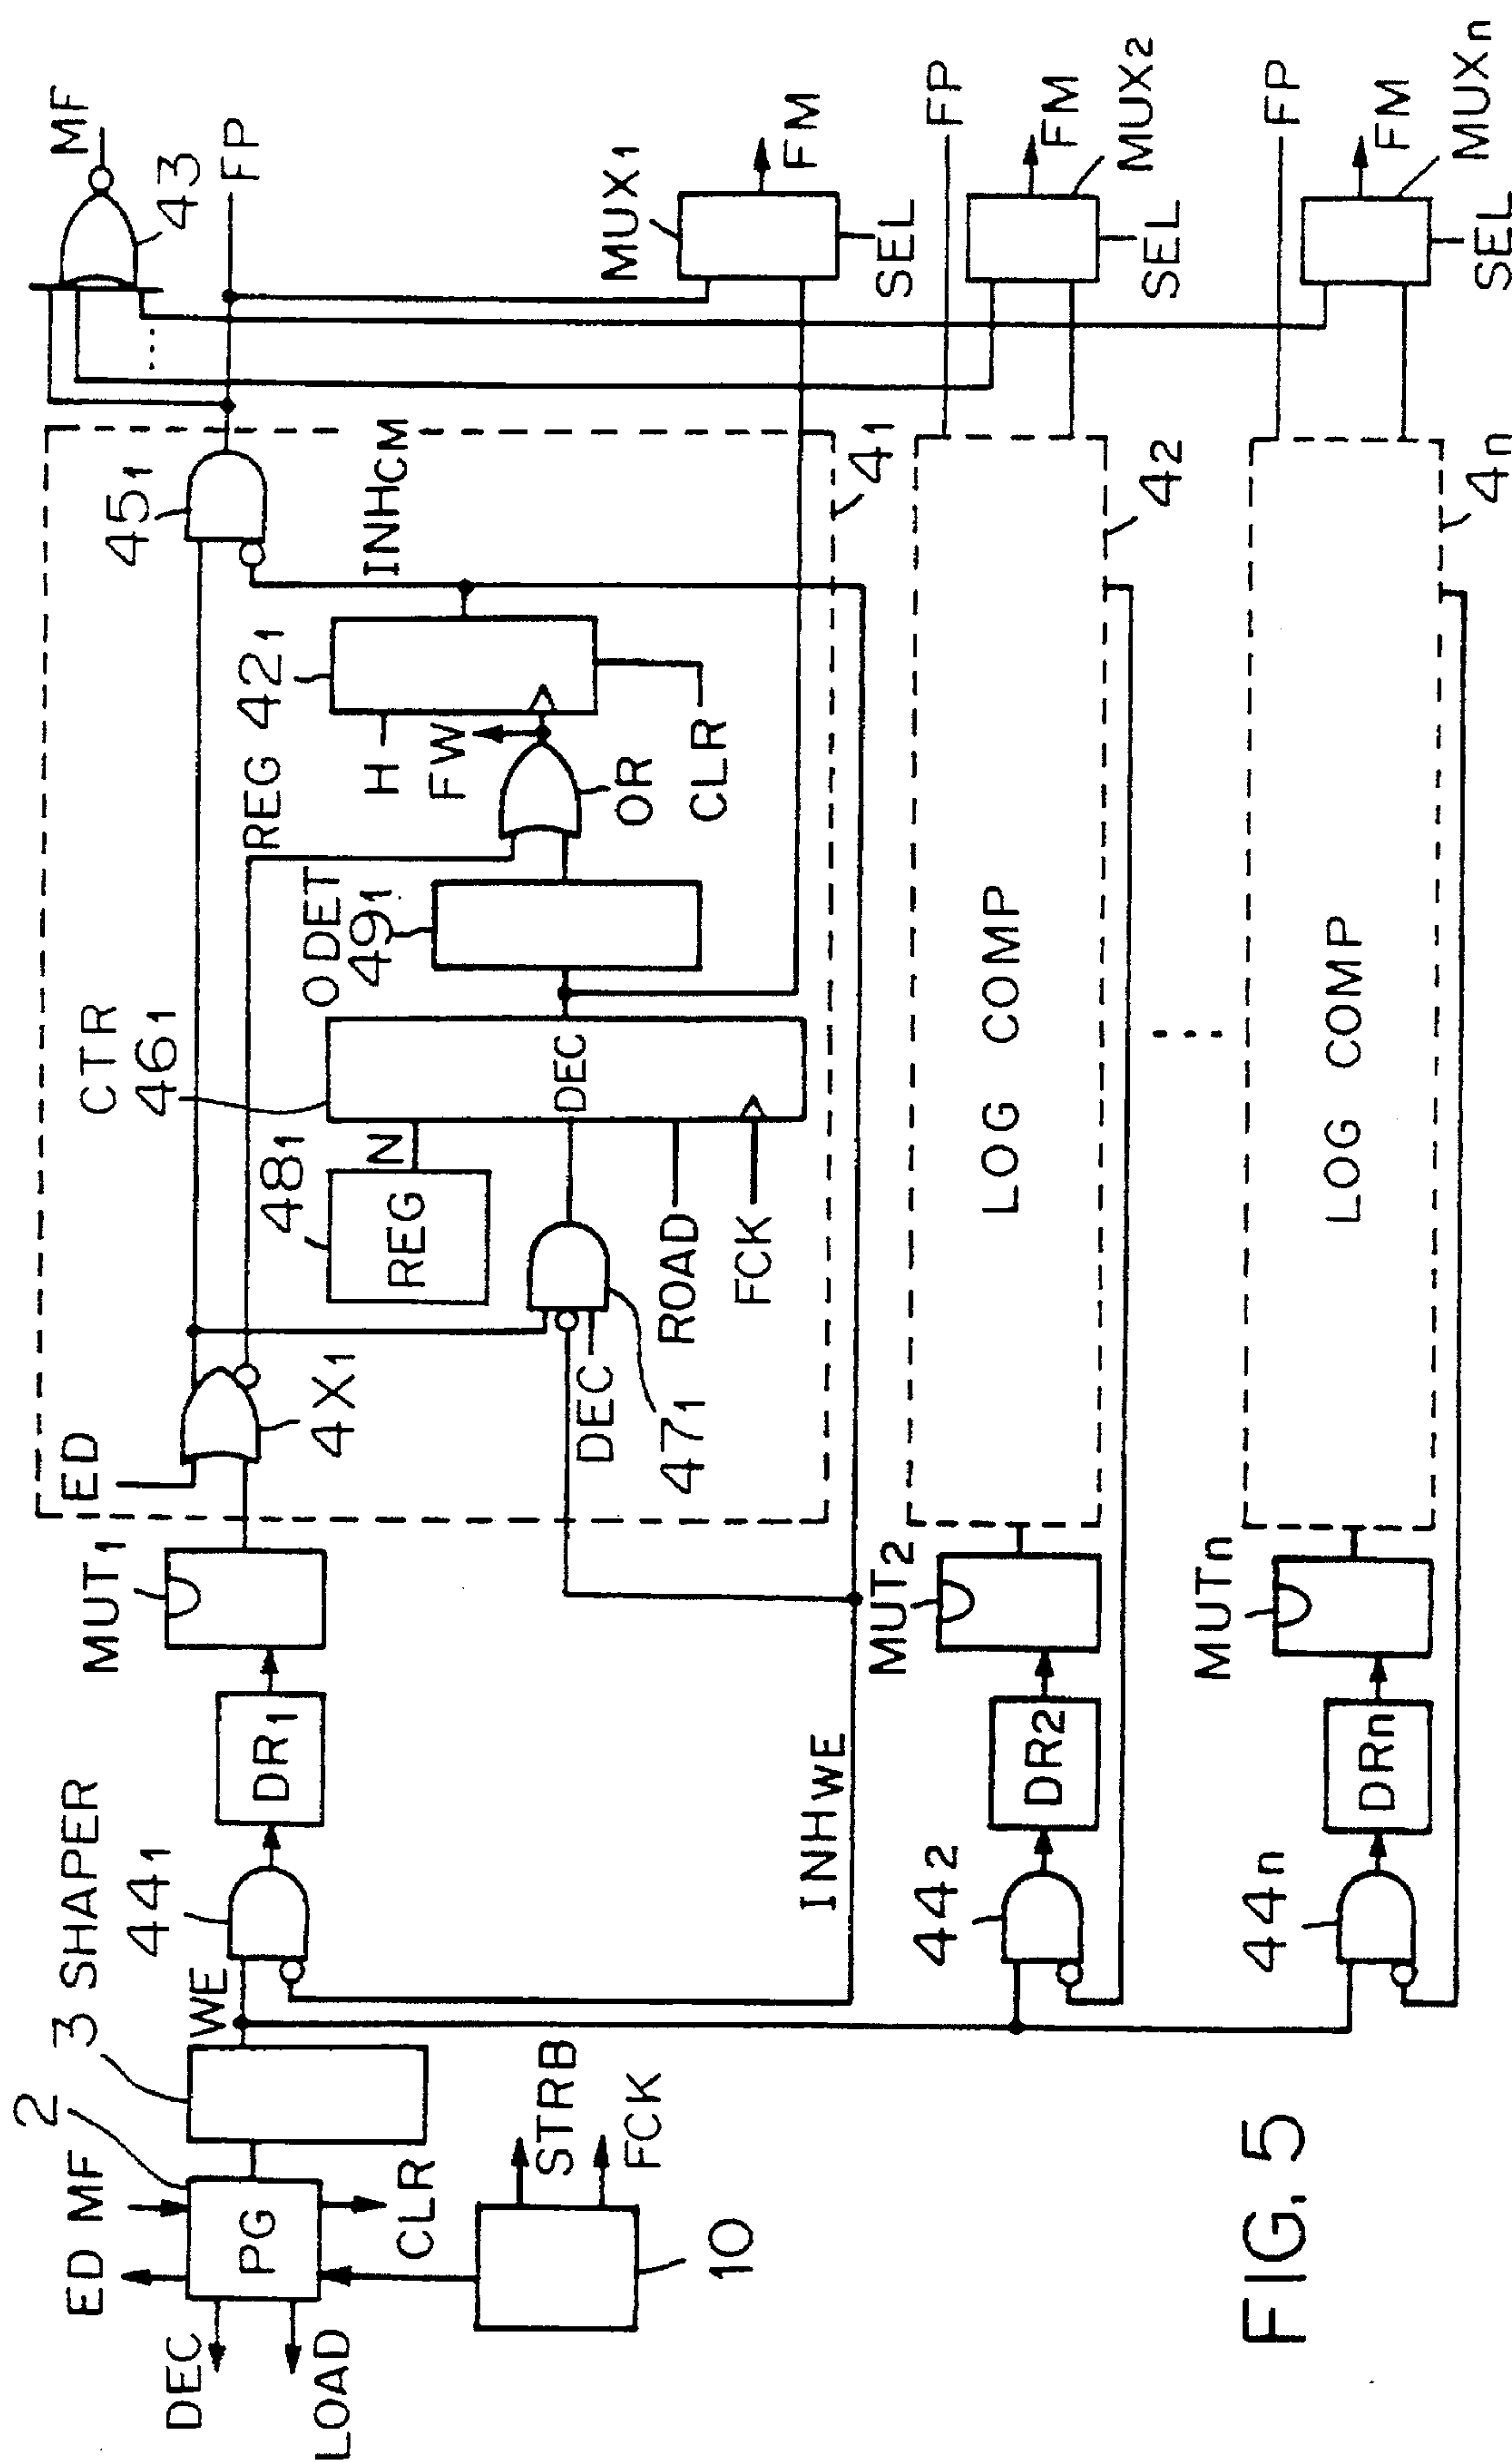 ED MF
2
3 SHAPER
WE
DEC
LOAD
PG
CLR
STRB
FCK
10
44₁
DR₁
MUT₁
INHWE
ED
4X₁
48₁
REG
N
DEC
47₁
ROAD
FCK
CTR
46₁
DEC
ODET
49₁
REG 42₁
H
FW
OR
CLR
INHCM
45₁
4₁
MF
43
FP
MUX₁
FM
SEL
44₂
DR₂
MUT₂
LOG COMP
4₂
FP
FM
MUX₂
SEL
44n
DRn
MUTn
LOG COMP
4n
FP
FM
MUXn
SEL
FIG. 5